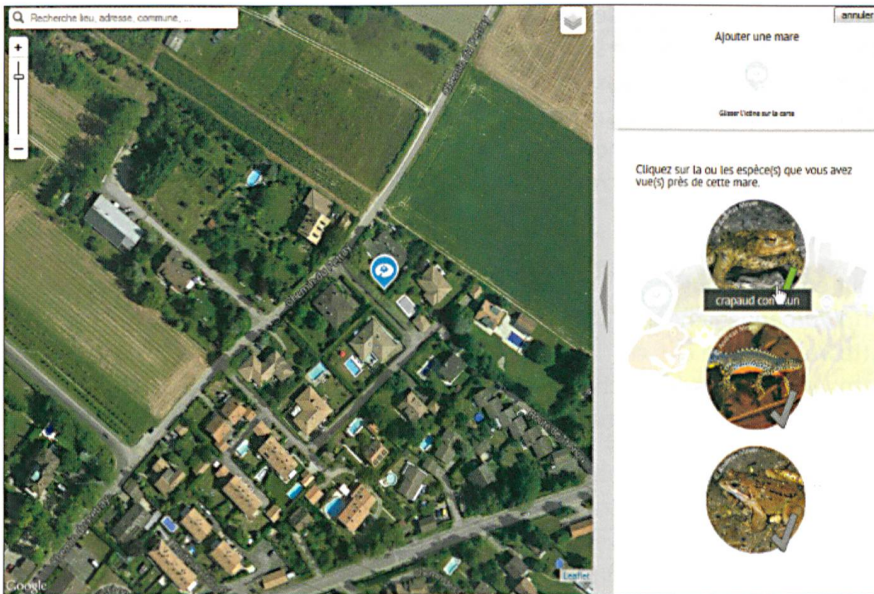 Recherche lieu, adresse, commune, ...
+
−
Google
Leaflet
annuler
Ajouter une mare
Glisser l'icône sur la carte
Cliquez sur la ou les espèce(s) que vous avez
vue(s) près de cette mare.
crapaud